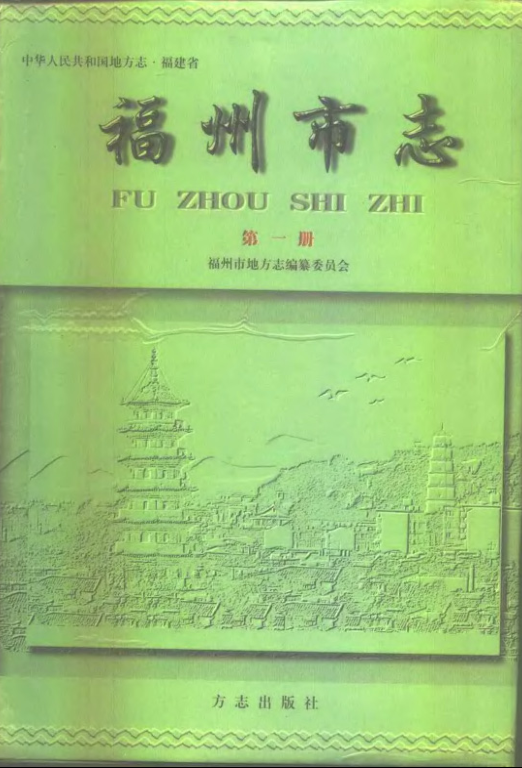 中华人民共和国地方志·福建省
福州市志
FU ZHOU SHI ZHI
第一册
福州市地方志编纂委员会
方志出版社